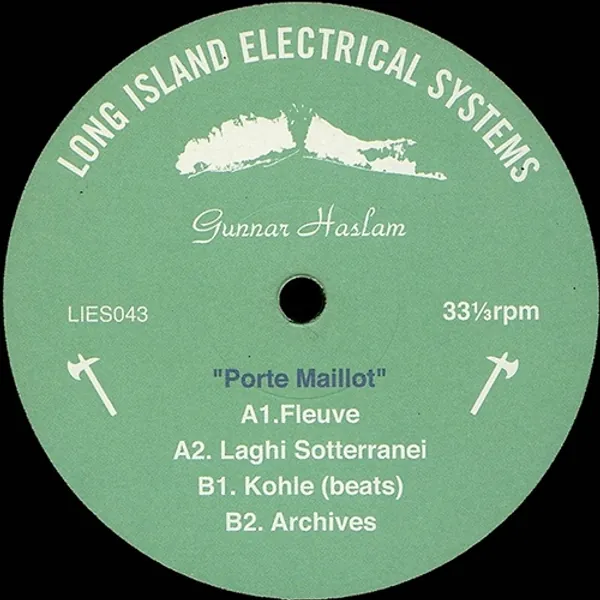 LONG ISLAND ELECTRICAL SYSTEMS
Gunnar Haslam
LIES043
33⅓rpm
"Porte Maillot"
A1.Fleuve
A2. Laghi Sotterranei
B1. Kohle (beats)
B2. Archives